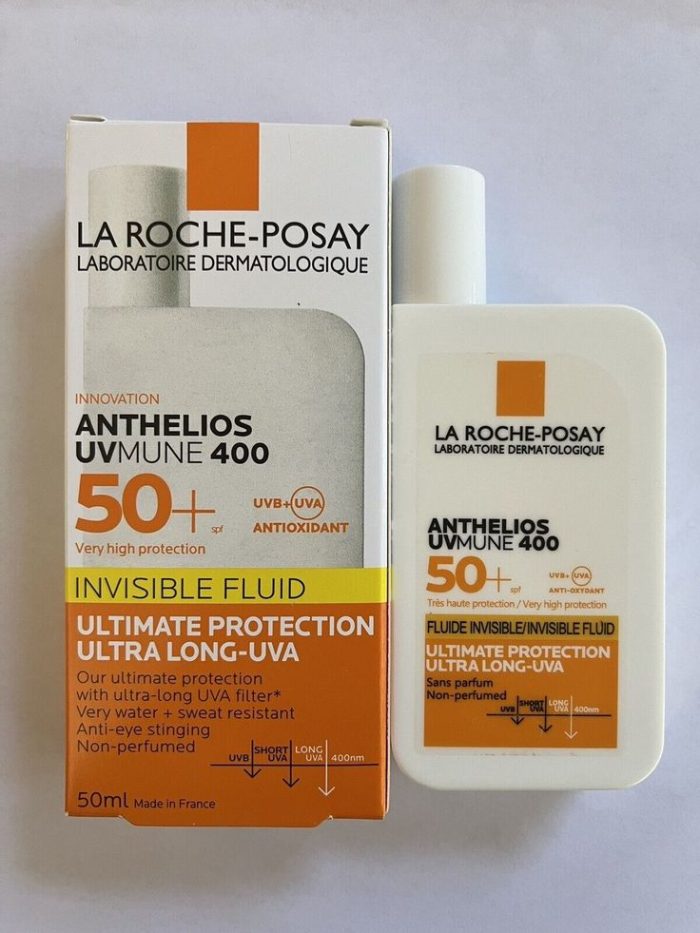 LA ROCHE-POSAY
LABORATOIRE DERMATOLOGIQUE
INNOVATION
ANTHELIOS
UVMUNE 400
50+
spf
UVB+UVA
ANTIOXIDANT
Very high protection
INVISIBLE FLUID
ULTIMATE PROTECTION
ULTRA LONG-UVA
Our ultimate protection
with ultra-long UVA filter*
Very water + sweat resistant
Anti-eye stinging
Non-perfumed
UVB
SHORT UVA
LONG UVA
400nm
50ml Made in France
LA ROCHE-POSAY
LABORATOIRE DERMATOLOGIQUE
ANTHELIOS
UVMUNE 400
50+
spf
UVB+ UVA
ANTI-OXYDANT
Très haute protection / Very high protection
FLUIDE INVISIBLE/INVISIBLE FLUID
ULTIMATE PROTECTION
ULTRA LONG-UVA
Sans parfum
Non-perfumed
UVB
SHORT UVA
LONG UVA
400nm